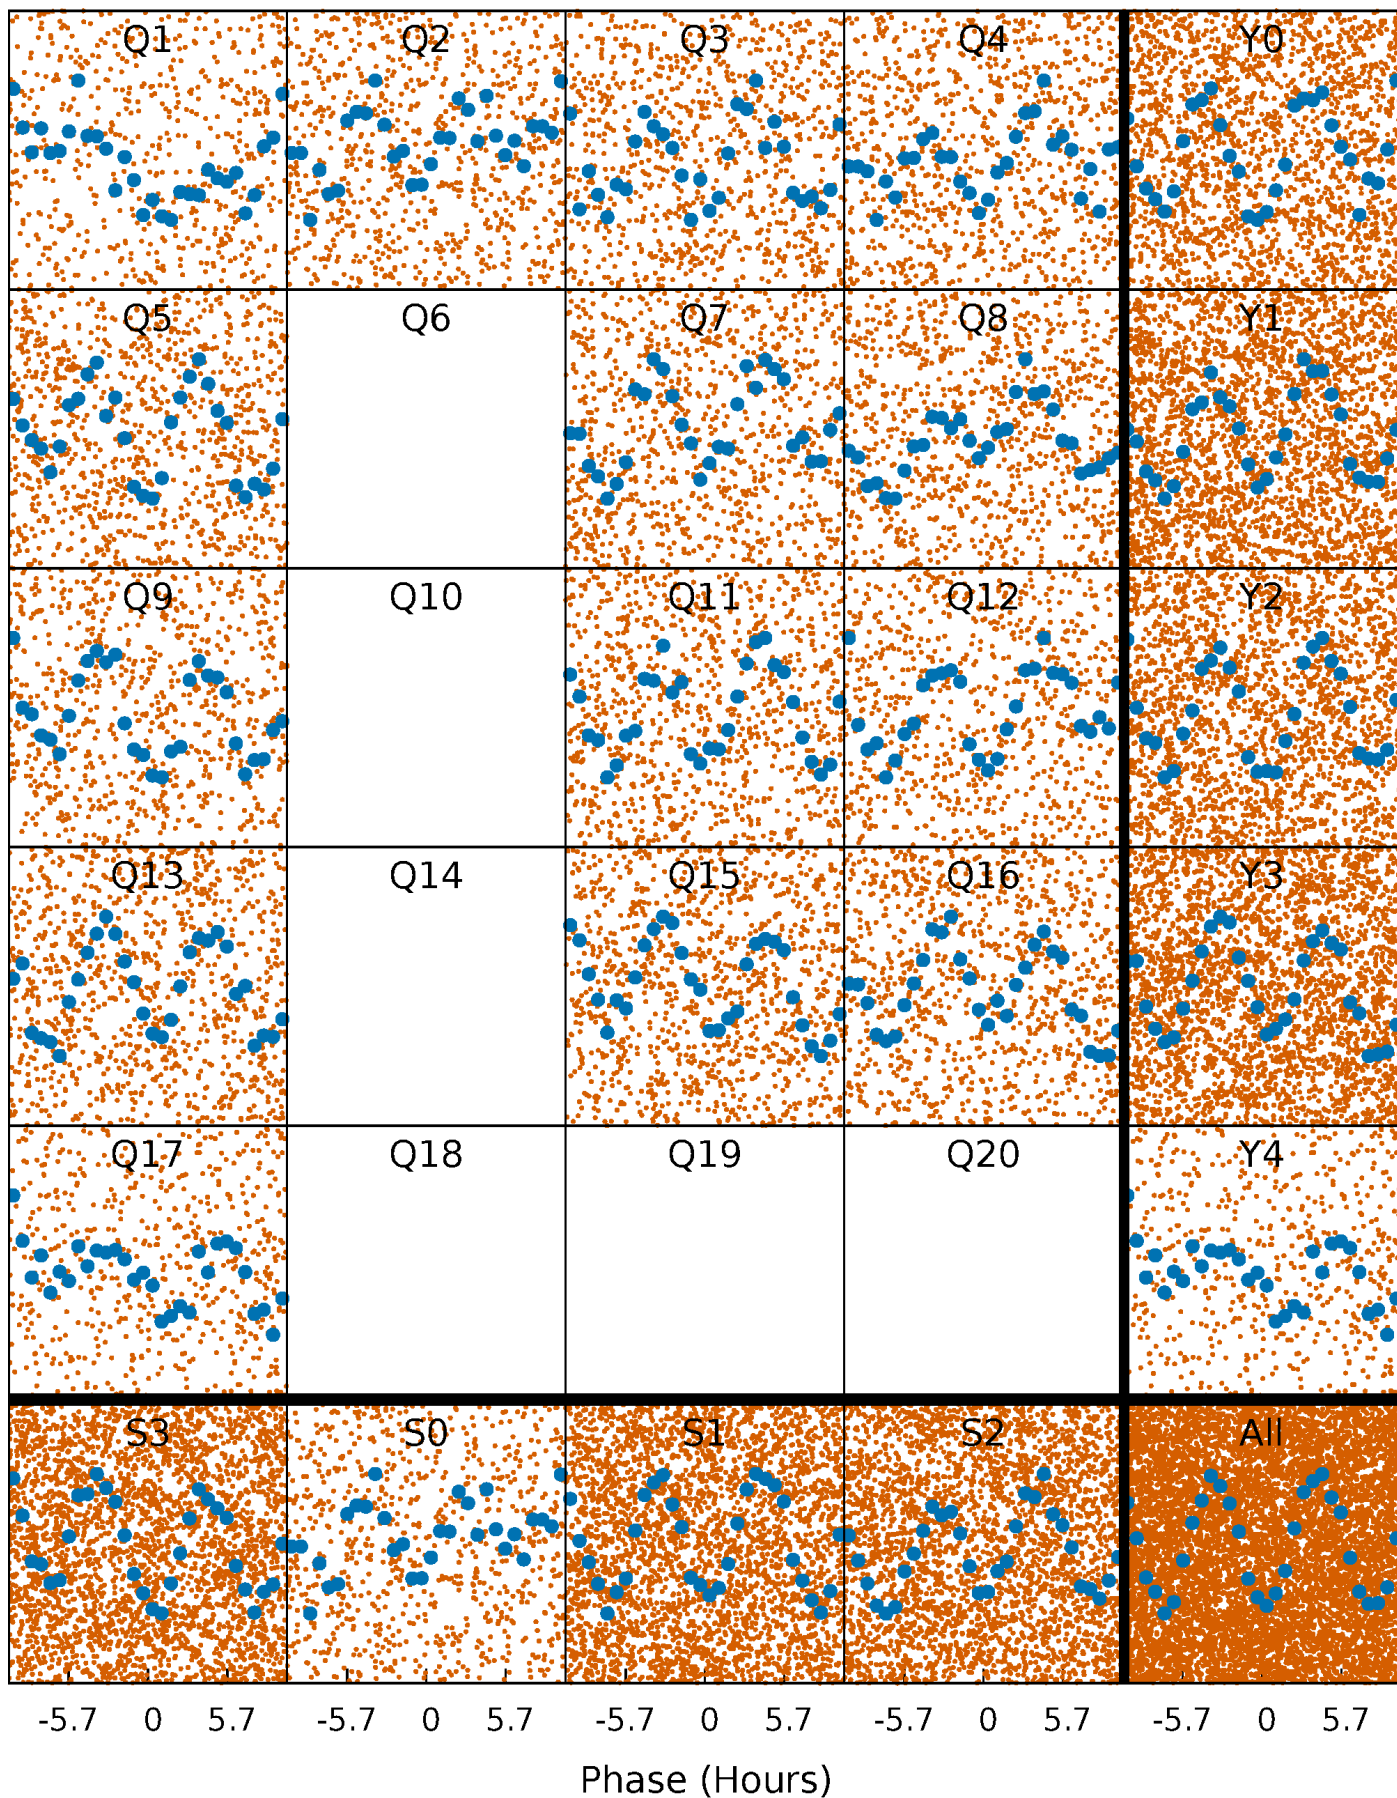 Q1 Q2 Q3 Q4 Y0
Q5 Q6 Q7 Q8 Y1
Q9 Q10 Q11 Q12 Y2
Q13 Q14 Q15 Q16 Y3
Q17 Q18 Q19 Q20 Y4
S3 S0 S1 S2 All
-5.7 0 5.7 -5.7 0 5.7 -5.7 0 5.7 -5.7 0 5.7 -5.7 0 5.7
Phase (Hours)